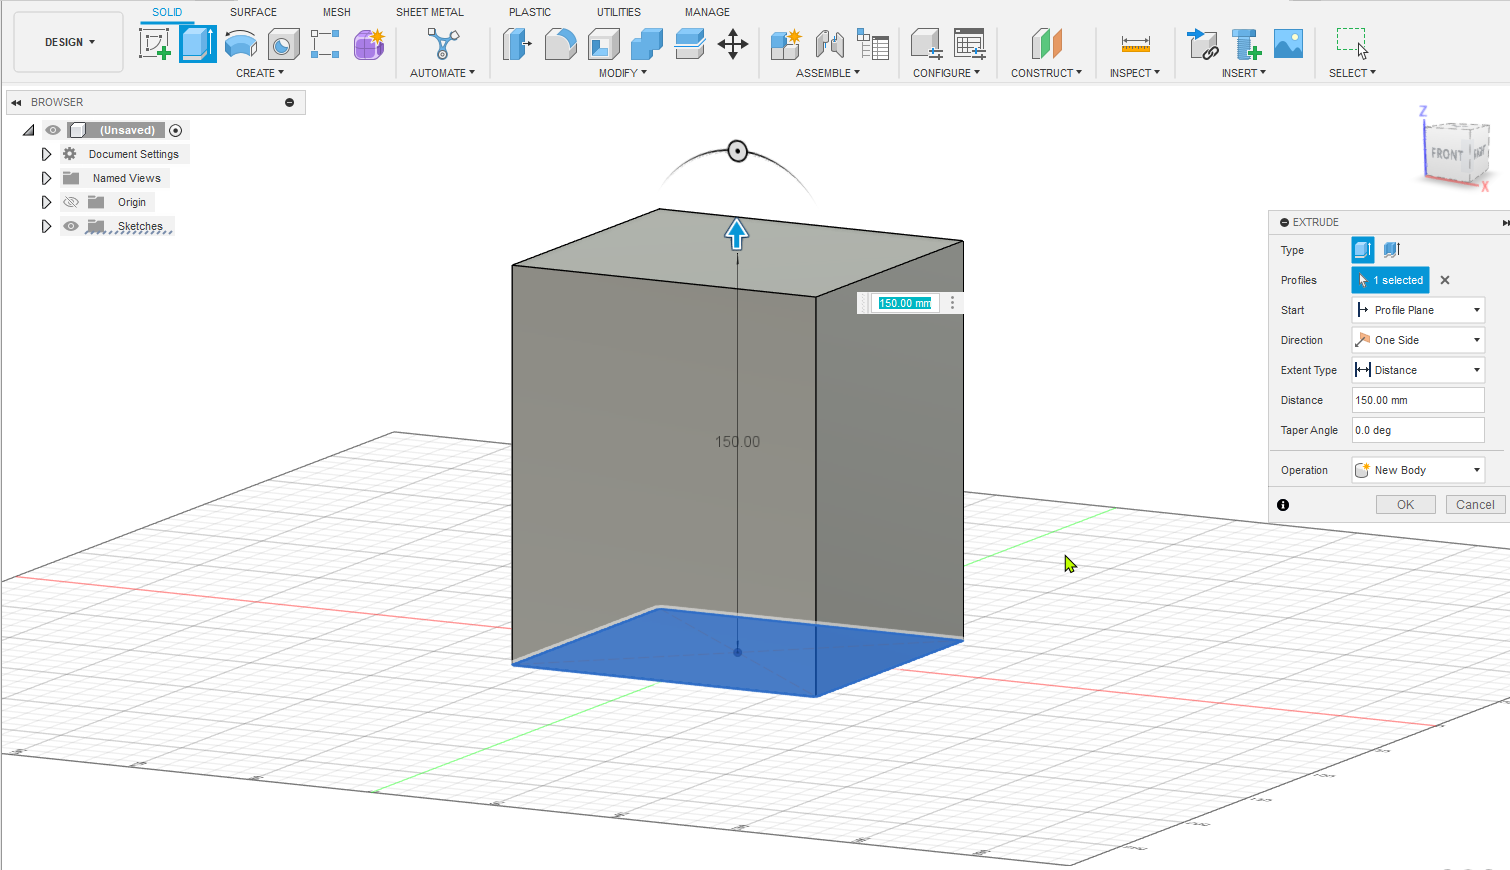 SOLID SURFACE MESH SHEET METAL PLASTIC UTILITIES MANAGE
DESIGN
CREATE AUTOMATE MODIFY ASSEMBLE CONFIGURE CONSTRUCT INSPECT INSERT SELECT
BROWSER
(Unsaved)
Document Settings
Named Views
Origin
Sketches
Z
FRONT
RIGHT
X
150.00 mm
150.00
EXTRUDE
Type
Profiles 1 selected
Start Profile Plane
Direction One Side
Extent Type Distance
Distance 150.00 mm
Taper Angle 0.0 deg
Operation New Body
OK Cancel